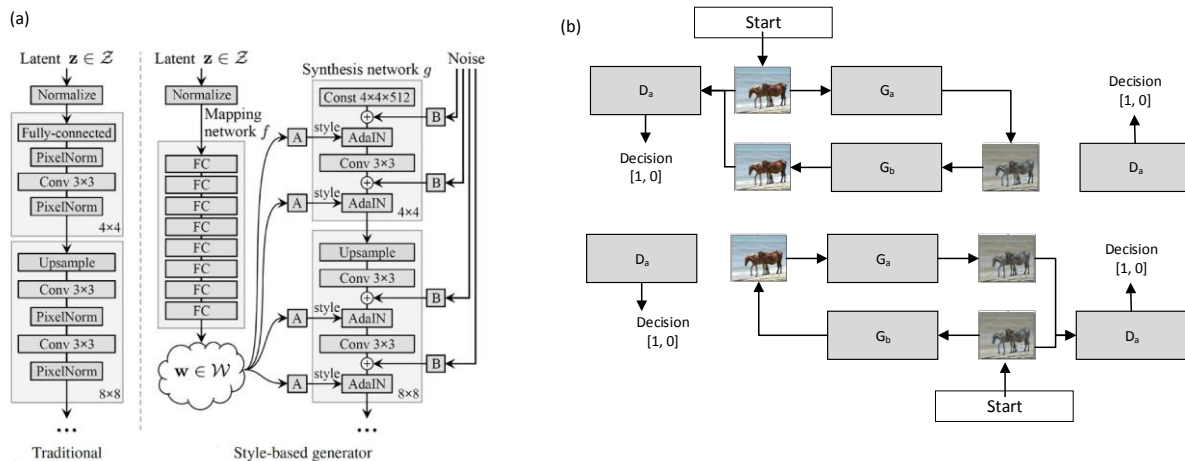 (a)
Latent z ∈ Z
Normalize
Fully-connected
PixelNorm
Conv 3×3
PixelNorm
4×4
Upsample
Conv 3×3
PixelNorm
Conv 3×3
PixelNorm
8×8
...
Traditional
Latent z ∈ Z
Normalize
Mapping
network f
FC
FC
FC
FC
FC
FC
FC
FC
w ∈ W
A
style
A
style
A
style
A
style
Noise
Synthesis network g
Const 4×4×512
B
AdaIN
Conv 3×3
B
AdaIN
4×4
Upsample
Conv 3×3
B
AdaIN
Conv 3×3
B
AdaIN
8×8
...
Style-based generator
(b)
Start
Da
Ga
Decision
[1, 0]
Decision
[1, 0]
Gb
Da
Da
Ga
Decision
[1, 0]
Decision
[1, 0]
Gb
Da
Start